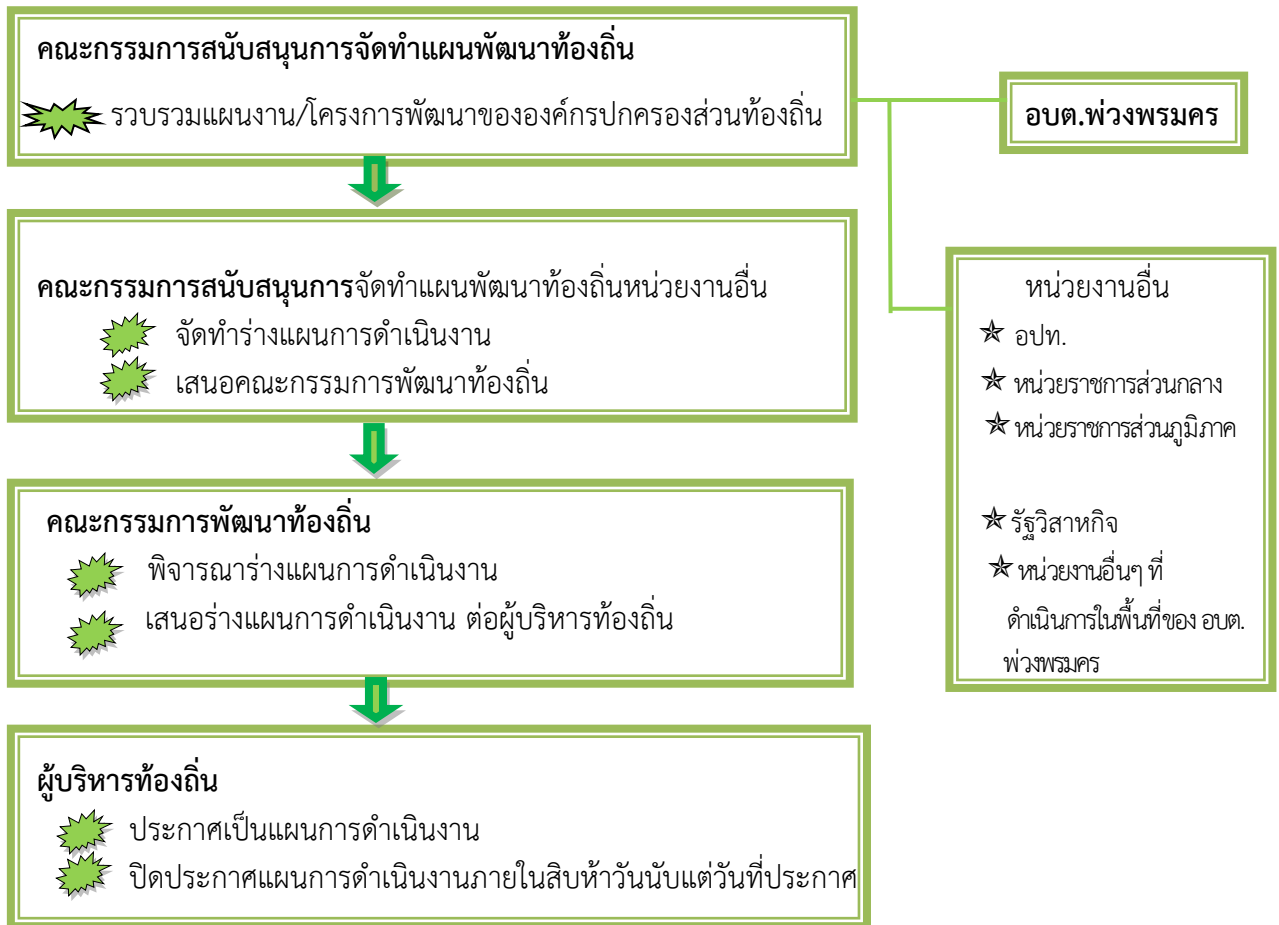 คณะกรรมการสนับสนุนการจัดทำแผนพัฒนาท้องถิ่น
รวบรวมแผนงาน/โครงการพัฒนาขององค์กรปกครองส่วนท้องถิ่น
อบต.พ่วงพรมคร
คณะกรรมการสนับสนุนการจัดทำแผนพัฒนาท้องถิ่นหน่วยงานอื่น
จัดทำร่างแผนการดำเนินงาน
เสนอคณะกรรมการพัฒนาท้องถิ่น
หน่วยงานอื่น
อปท.
หน่วยราชการส่วนกลาง
หน่วยราชการส่วนภูมิภาค
รัฐวิสาหกิจ
หน่วยงานอื่นๆ ที่
ดำเนินการในพื้นที่ของ อบต.
พ่วงพรมคร
คณะกรรมการพัฒนาท้องถิ่น
พิจารณาร่างแผนการดำเนินงาน
เสนอร่างแผนการดำเนินงาน ต่อผู้บริหารท้องถิ่น
ผู้บริหารท้องถิ่น
ประกาศเป็นแผนการดำเนินงาน
ปิดประกาศแผนการดำเนินงานภายในสิบห้าวันนับแต่วันที่ประกาศ